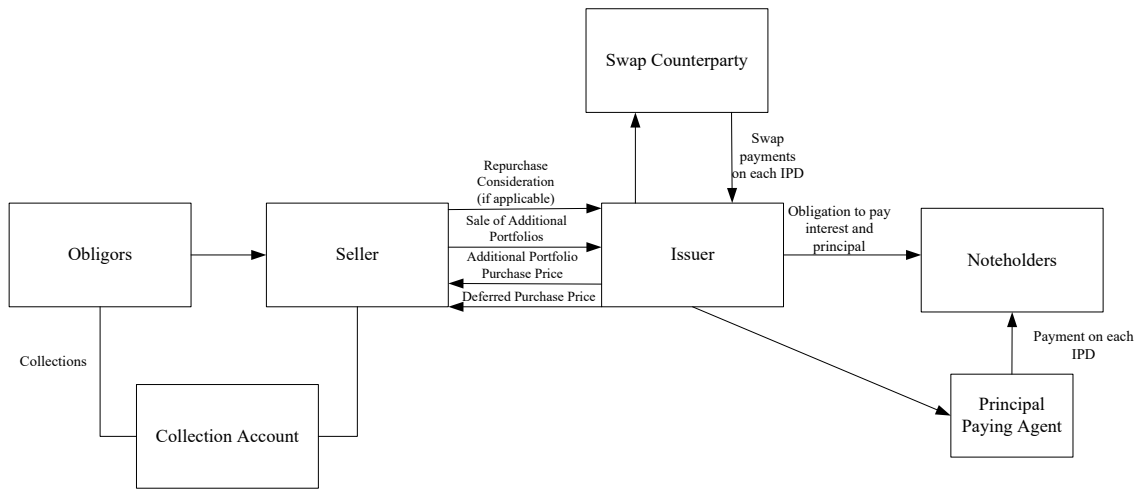 Swap Counterparty
Swap
payments
on each IPD
Repurchase
Consideration
(if applicable)
Sale of Additional
Portfolios
Additional Portfolio
Purchase Price
Deferred Purchase Price
Obligors
Seller
Issuer
Obligation to pay
interest and
principal
Noteholders
Collections
Collection Account
Payment on each
IPD
Principal
Paying Agent